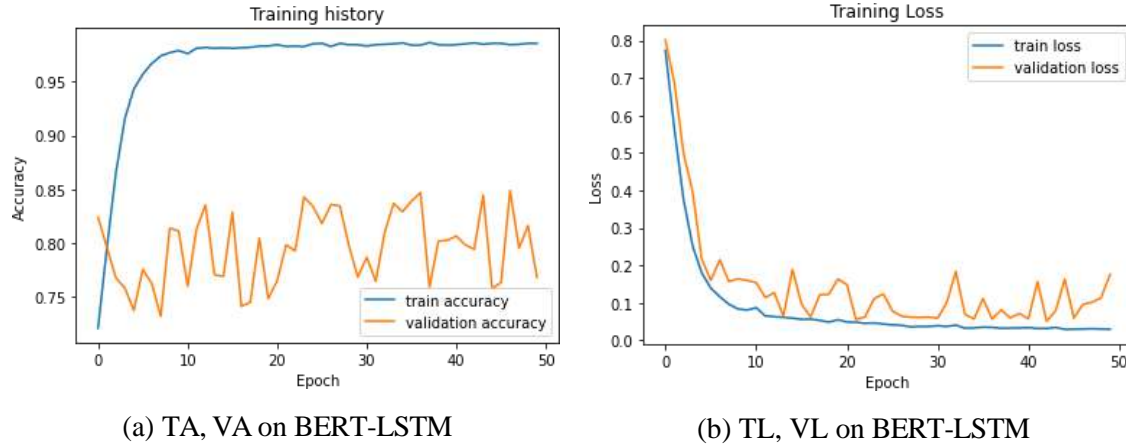 Training history
Accuracy
0.95
0.90
0.85
0.80
0.75
train accuracy
validation accuracy
0 10 20 30 40 50
Epoch
(a) TA, VA on BERT-LSTM
Training Loss
Loss
0.8
0.7
0.6
0.5
0.4
0.3
0.2
0.1
0.0
train loss
validation loss
0 10 20 30 40 50
Epoch
(b) TL, VL on BERT-LSTM